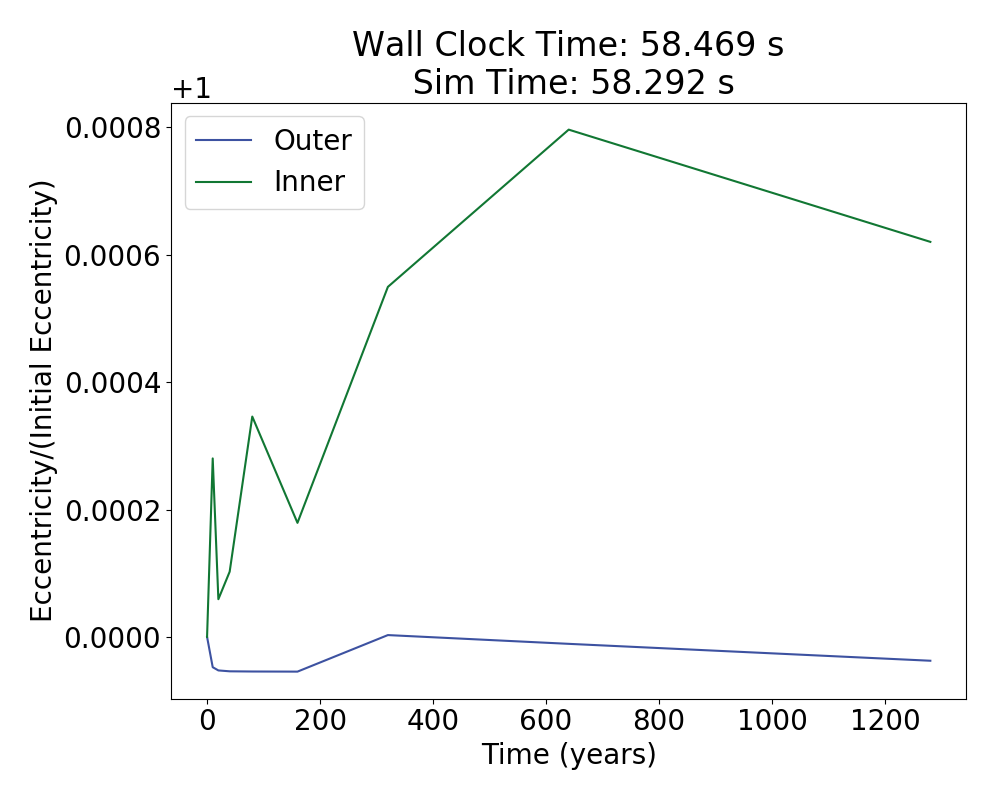 Wall Clock Time: 58.469 s
Sim Time: 58.292 s
+1
Outer
Inner
0.0008
0.0006
0.0004
0.0002
0.0000
Eccentricity/(Initial Eccentricity)
0 200 400 600 800 1000 1200
Time (years)